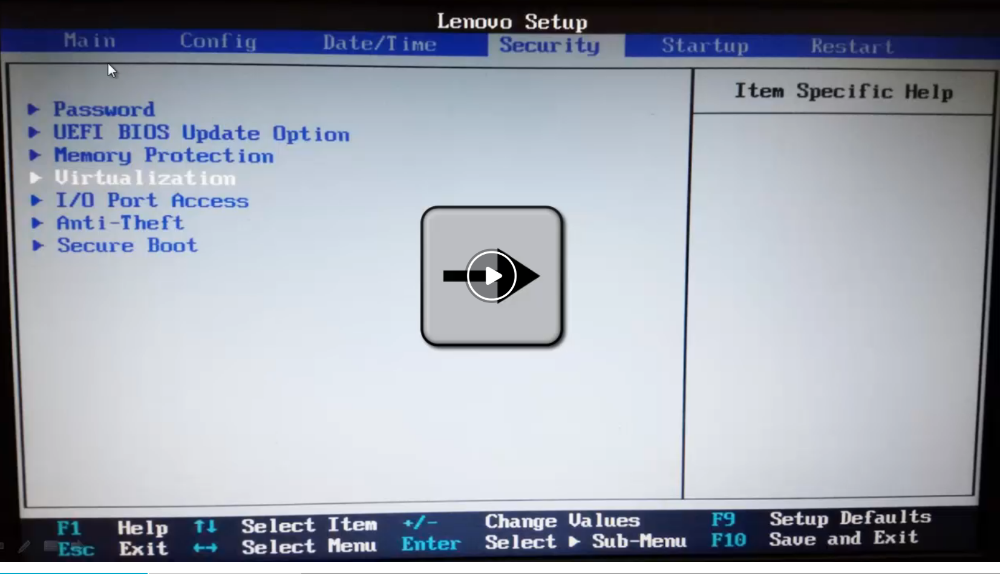 Lenovo Setup
Main Config Date/Time Security Startup Restart
Item Specific Help
Password
UEFI BIOS Update Option
Memory Protection
Virtualization
I/O Port Access
Anti-Theft
Secure Boot
F1 Help ↑↓ Select Item +/- Change Values F9 Setup Defaults
Esc Exit ←→ Select Menu Enter Select ▶ Sub-Menu F10 Save and Exit